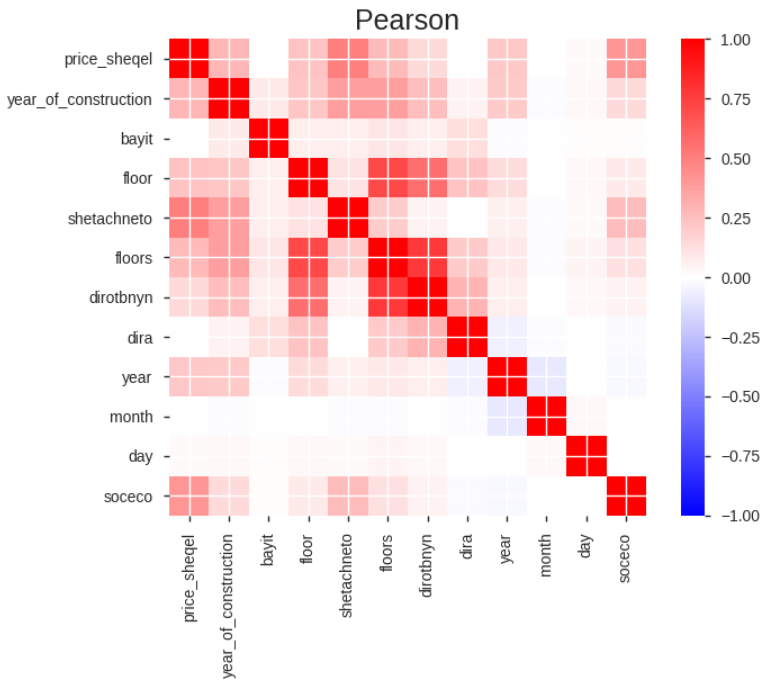 Pearson
price_sheqel
year_of_construction
bayit
floor
shetachneto
floors
dirotbnyn
dira
year
month
day
soceco
price_sheqel
year_of_construction
bayit
floor
shetachneto
floors
dirotbnyn
dira
year
month
day
soceco
1.00
0.75
0.50
0.25
0.00
−0.25
−0.50
−0.75
−1.00